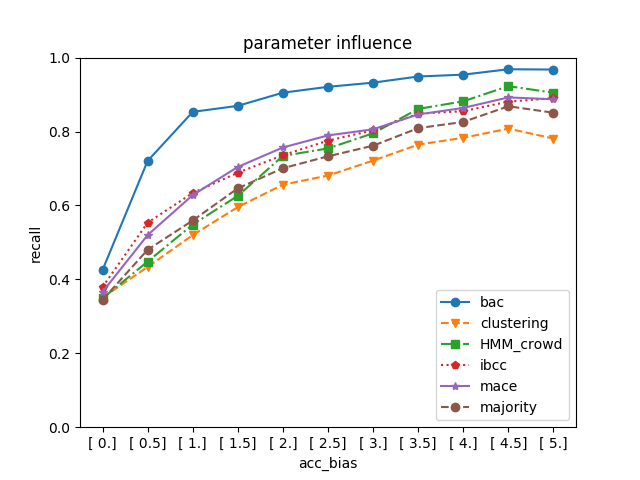 parameter influence
1.0
0.8
0.6
0.4
0.2
0.0
recall
[ 0.] [ 0.5] [ 1.] [ 1.5] [ 2.] [ 2.5] [ 3.] [ 3.5] [ 4.] [ 4.5] [ 5.]
acc_bias
bac
clustering
HMM_crowd
ibcc
mace
majority